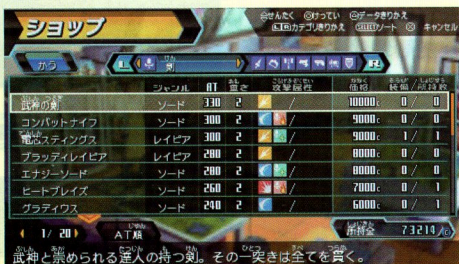 ショップ
せんたく けってい データきりかえ
カテゴリきりかえ ソート キャンセル
かう 剣
ジャンル AT 重さ 攻撃属性 価格 装備/所持数
武神の剣 ソード 330 2 / 10000c 0 / 0
コンバットナイフ ソード 300 2 9000c 0 / 0
スティングス レイピア 300 2 / 9000c 1 / 1
ブラッディレイピア レイピア 280 2 / 8000c 0 / 0
エナジーソード ソード 280 2 / 8000c 0 / 0
ヒートブレイズ ソード 260 2 / 7000c 0 / 1
グラディウス ソード 240 2 / 6000c 0 / 1
1/ 20 AT順 所持金 73214/c
武神と崇められる達人の持つ剣。その一突きは全てを貫く。